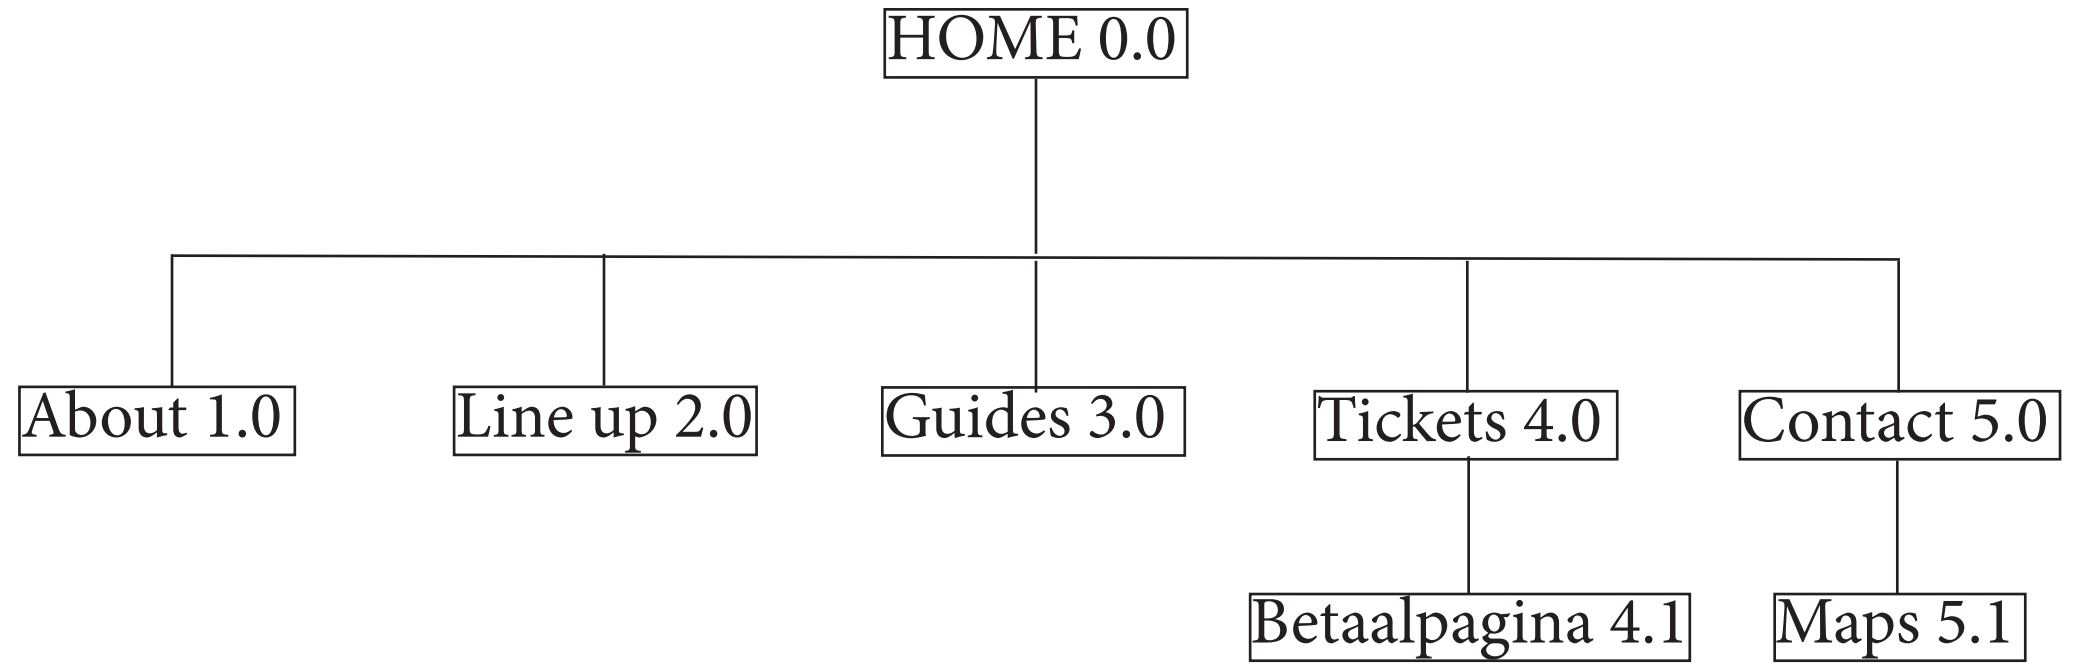 HOME 0.0
About 1.0
Line up 2.0
Guides 3.0
Tickets 4.0
Contact 5.0
Betaalpagina 4.1
Maps 5.1